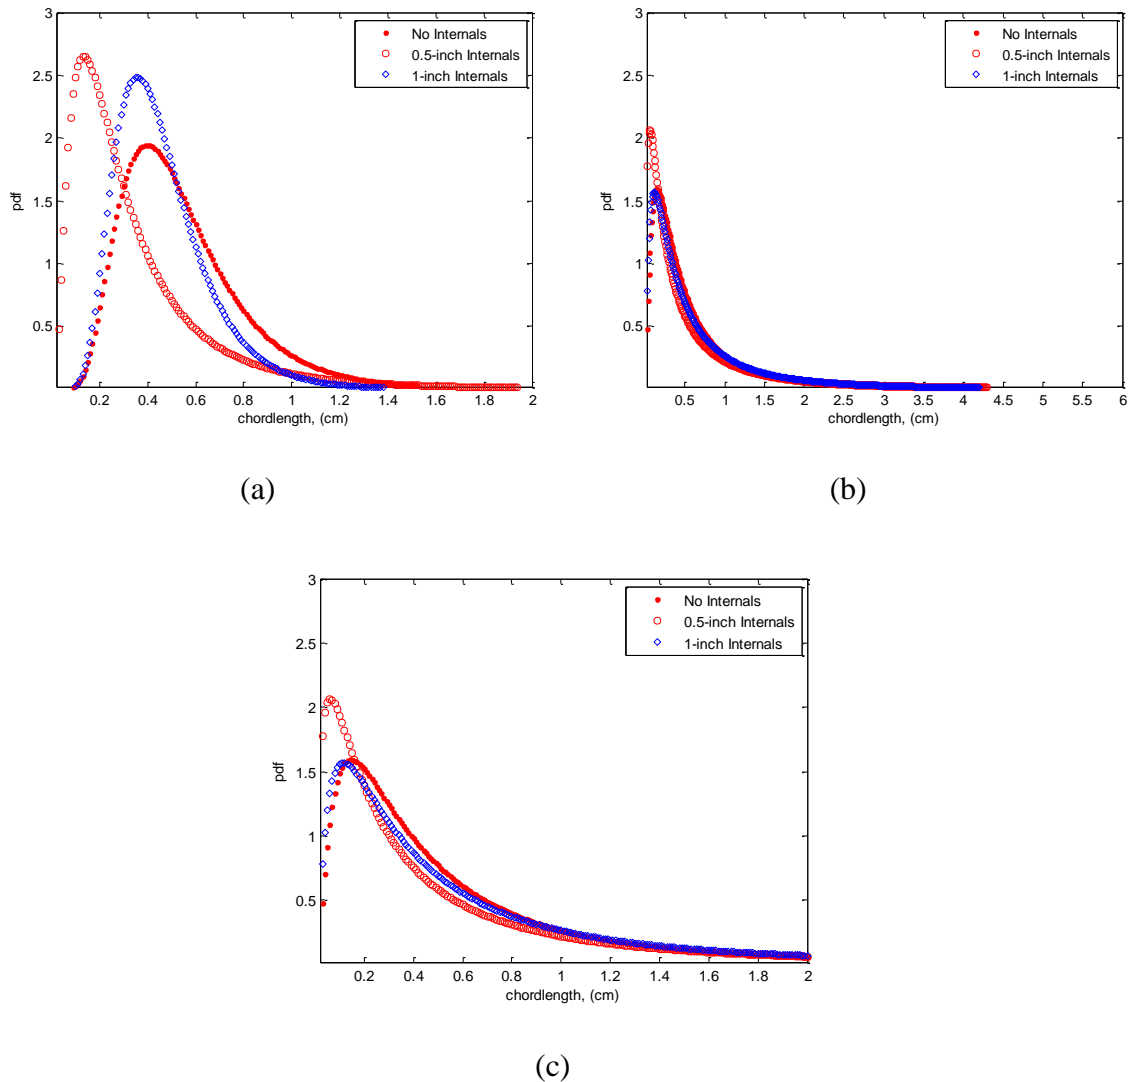 3
2.5
2
1.5
1
0.5
pdf
No Internals
0.5-inch Internals
1-inch Internals
0.2 0.4 0.6 0.8 1 1.2 1.4 1.6 1.8 2
chordlength, (cm)
(a)
3
2.5
2
1.5
1
0.5
pdf
No Internals
0.5-inch Internals
1-inch Internals
0.5 1 1.5 2 2.5 3 3.5 4 4.5 5 5.5 6
chordlength, (cm)
(b)
3
2.5
2
1.5
1
0.5
pdf
No Internals
0.5-inch Internals
1-inch Internals
0.2 0.4 0.6 0.8 1 1.2 1.4 1.6 1.8 2
chordlength, (cm)
(c)